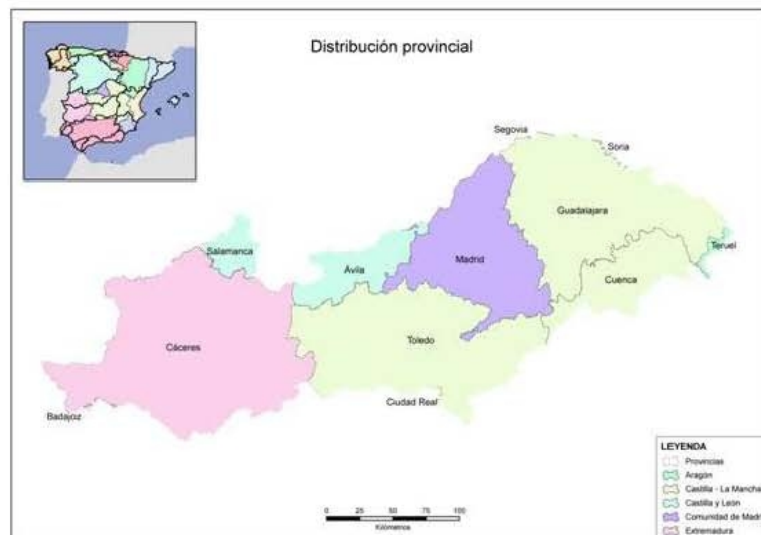 Distribución provincial
Segovia
Soria
Guadalajara
Salamanca
Teruel
Ávila
Madrid
Cuenca
Toledo
Cáceres
Ciudad Real
Badajoz
LEYENDA
Provincias
Aragón
Castilla - La Mancha
Castilla y León
Comunidad de Madri
Extremadura
0 25 50 75 100
Kilómetros